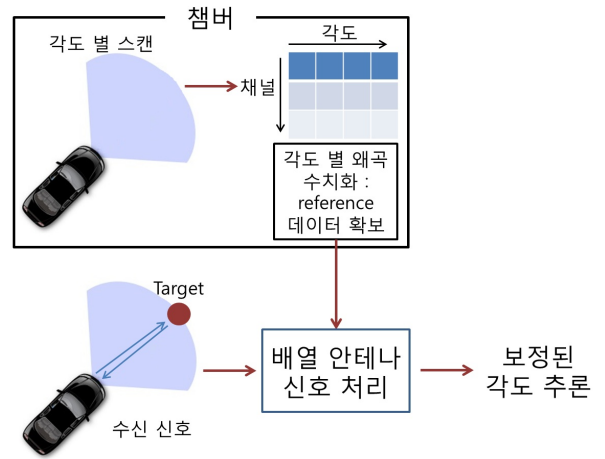 챔버
각도 별 스캔
각도
채널
각도 별 왜곡
수치화 :
reference
데이터 확보
Target
수신 신호
배열 안테나
신호 처리
보정된
각도 추론